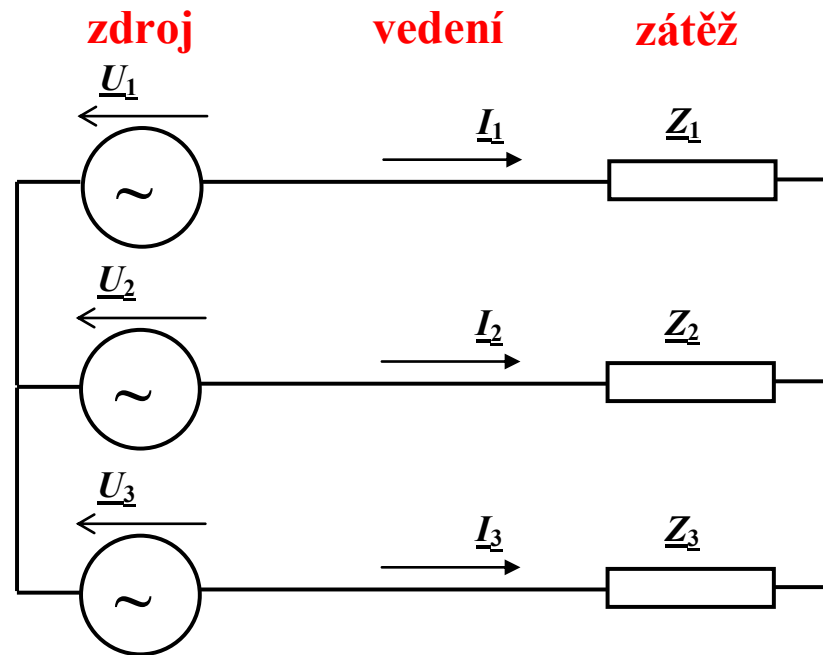 zdroj vedení zátěž
U1
I1 Z1
~
U2
I2 Z2
~
U3
I3 Z3
~